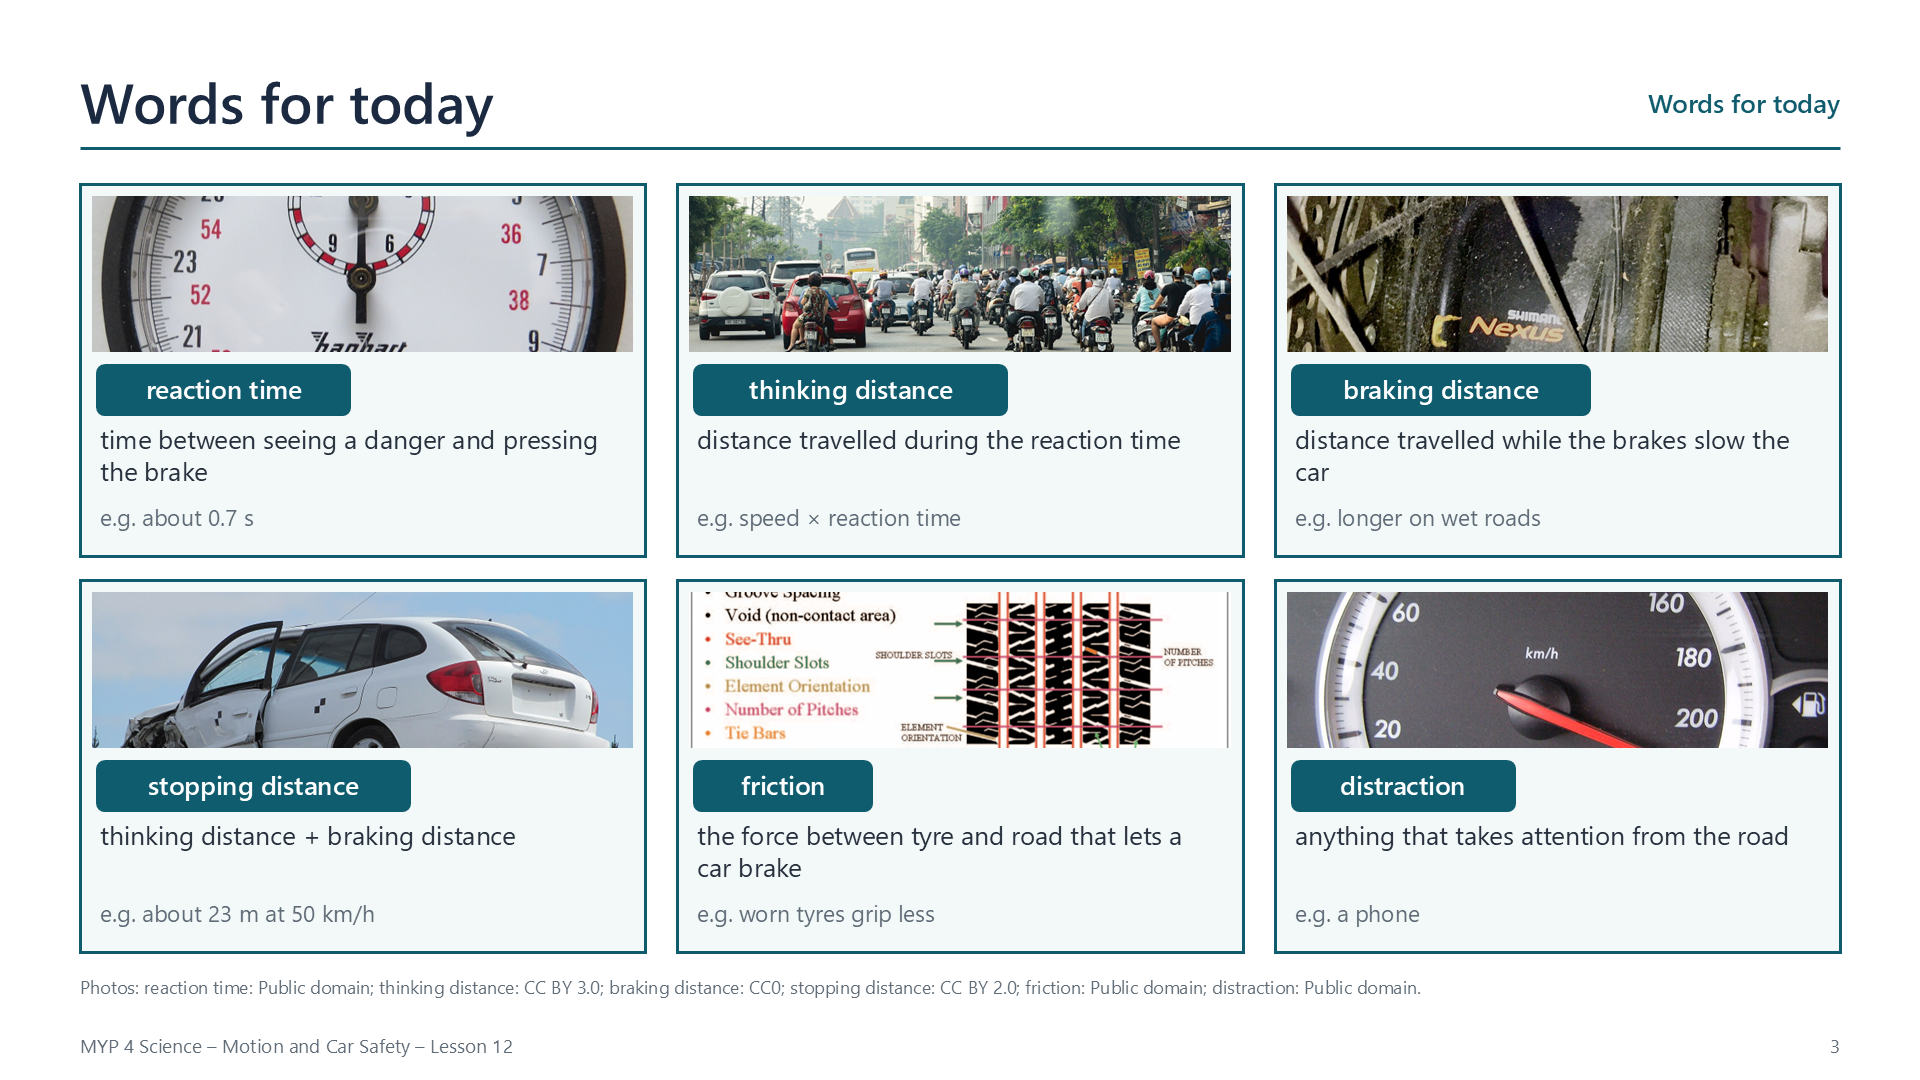 Words for today
Words for today
54
9
6
36
23
7
52
38
21
9
hanhart
reaction time
time between seeing a danger and pressing
the brake
e.g. about 0.7 s
thinking distance
distance travelled during the reaction time
e.g. speed × reaction time
SHIMANO
Nexus
braking distance
distance travelled while the brakes slow the
car
e.g. longer on wet roads
stopping distance
thinking distance + braking distance
e.g. about 23 m at 50 km/h
• Groove Spacing
• Void (non-contact area)
• See-Thru
• Shoulder Slots
• Element Orientation
• Number of Pitches
• Tie Bars
SHOULDER SLOTS
NUMBER
OF PITCHES
ELEMENT
ORIENTATION
friction
the force between tyre and road that lets a
car brake
e.g. worn tyres grip less
60
160
km/h
40
180
20
200
distraction
anything that takes attention from the road
e.g. a phone
Photos: reaction time: Public domain; thinking distance: CC BY 3.0; braking distance: CC0; stopping distance: CC BY 2.0; friction: Public domain; distraction: Public domain.
MYP 4 Science – Motion and Car Safety – Lesson 12
3